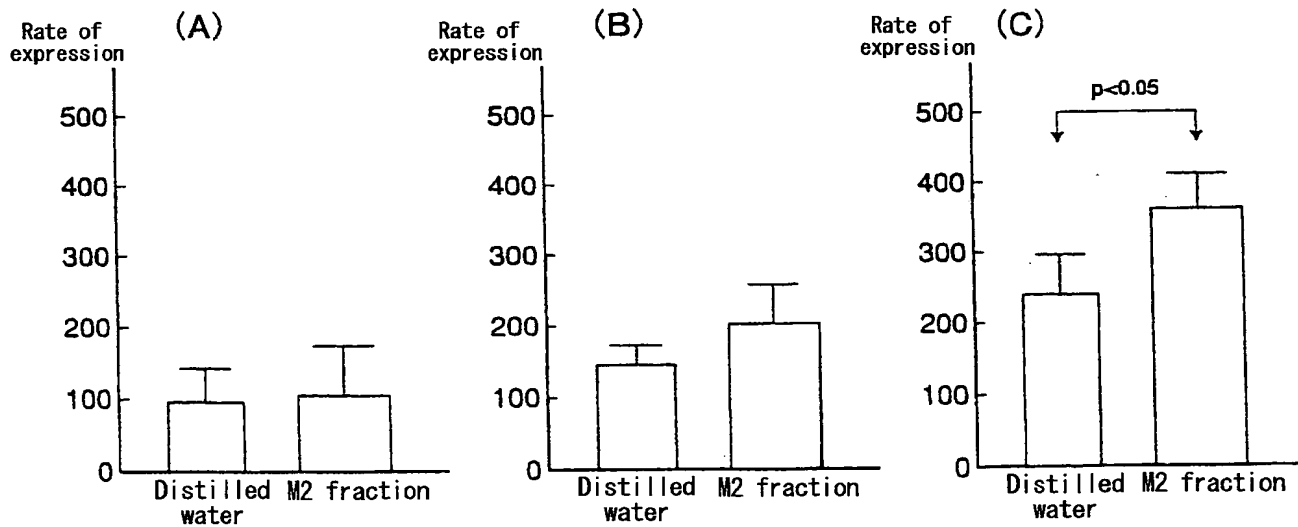 (A)
Rate of
expression
500
400
300
200
100
0
Distilled
water
M2 fraction
(B)
Rate of
expression
500
400
300
200
100
0
Distilled
water
M2 fraction
(C)
Rate of
expression
p<0.05
500
400
300
200
100
0
Distilled
water
M2 fraction